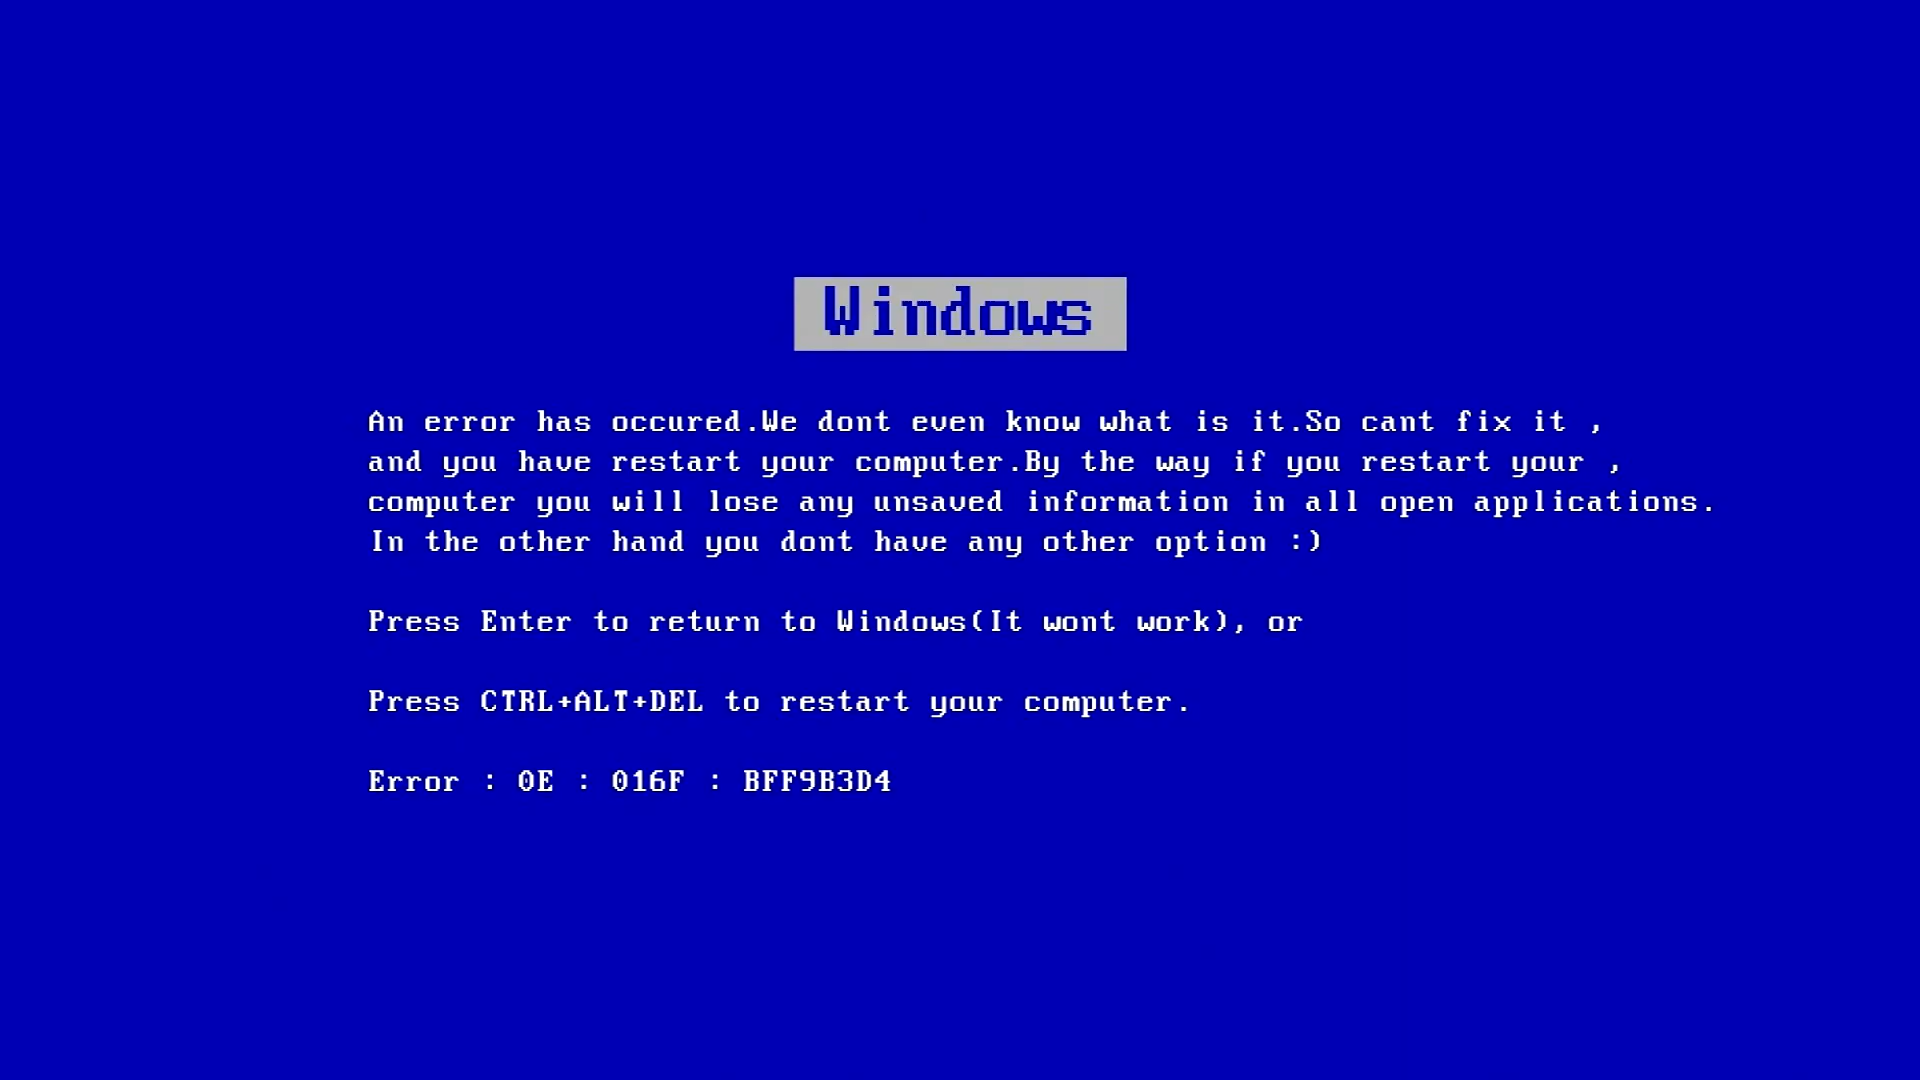 Windows
An error has occured.We dont even know what is it.So cant fix it ,
and you have restart your computer.By the way if you restart your ,
computer you will lose any unsaved information in all open applications.
In the other hand you dont have any other option :)
Press Enter to return to Windows(It wont work), or
Press CTRL+ALT+DEL to restart your computer.
Error : 0E : 016F : BFF9B3D4